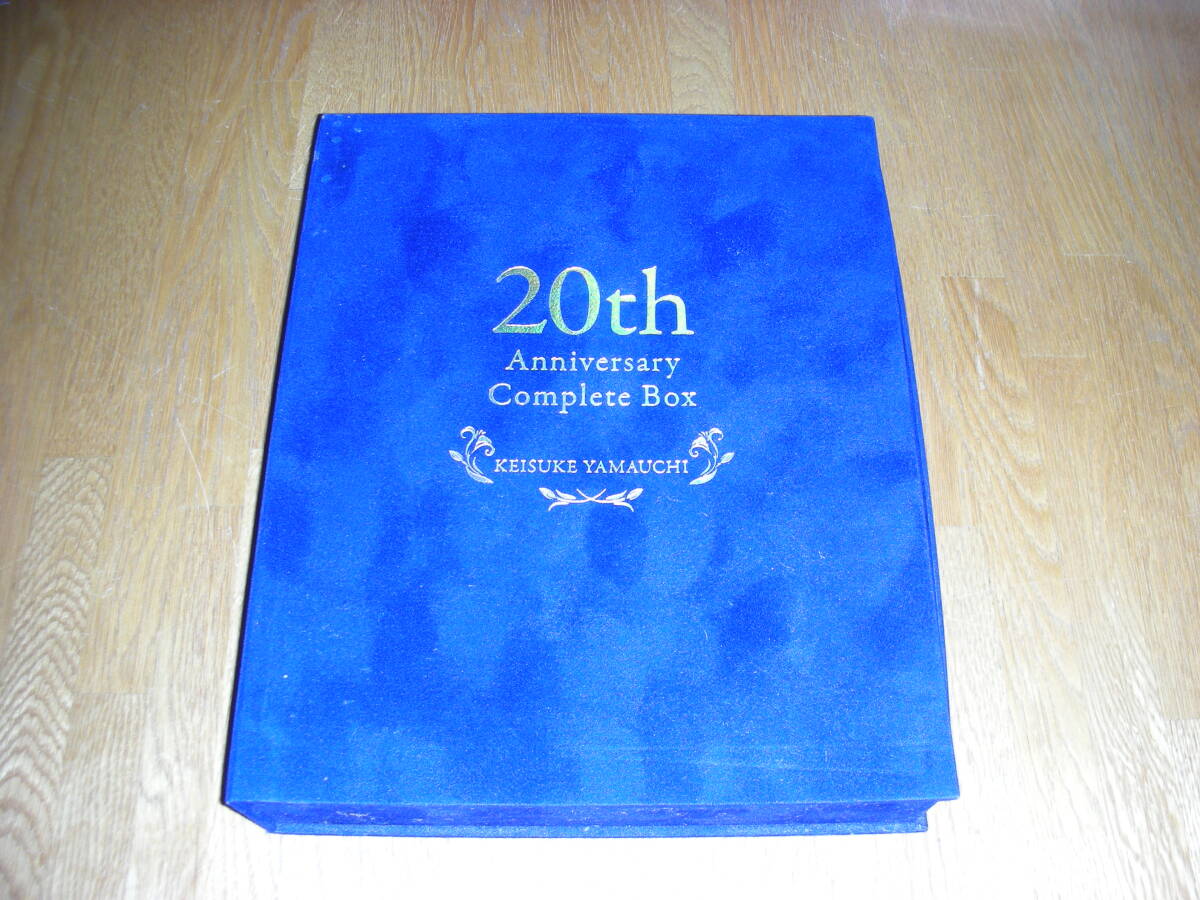 20th
Anniversary
Complete Box
KEISUKE YAMAUCHI